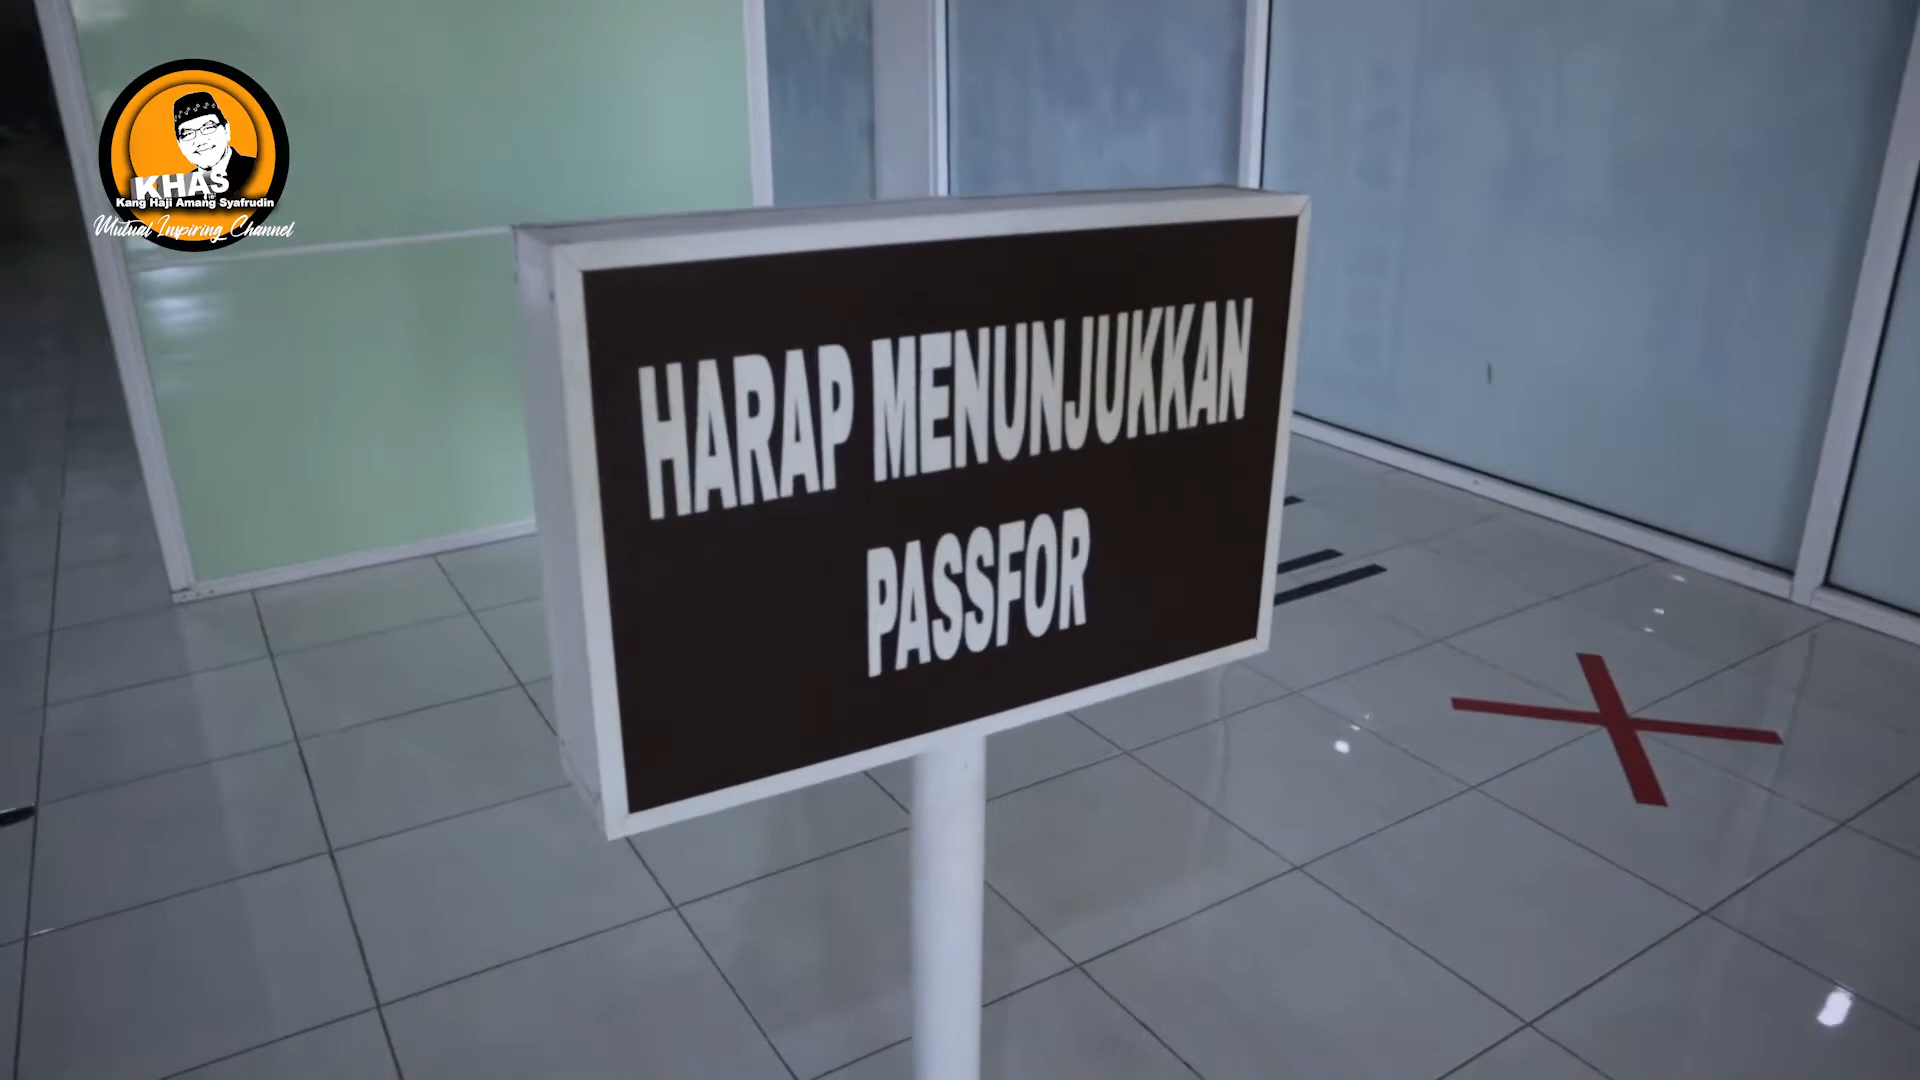 KHAS
Kang Haji Amang Syafrudin
Mutual Inspiring Channel
HARAP MENUNJUKKAN
PASSFOR